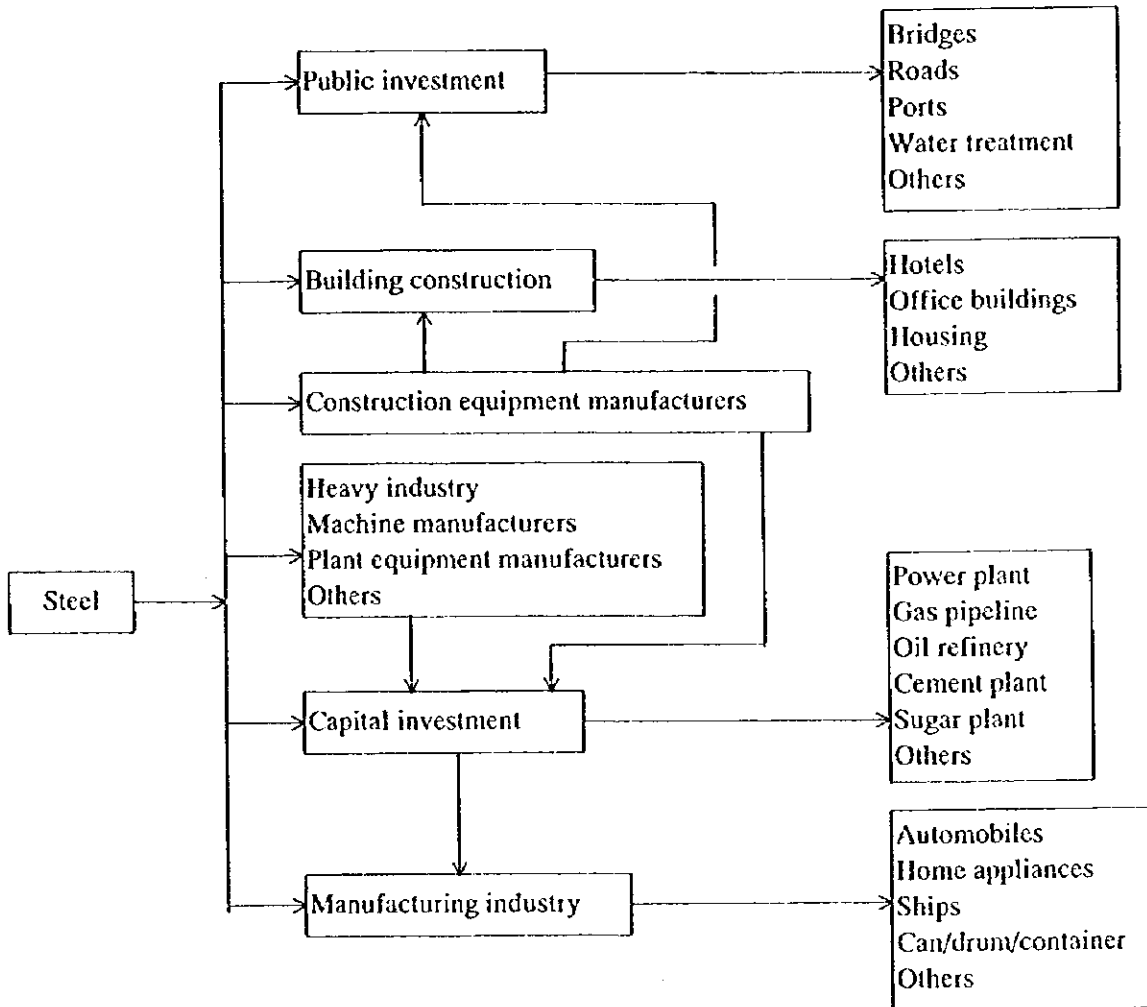 Public investment
Bridges
Roads
Ports
Water treatment
Others
Building construction
Hotels
Office buildings
Housing
Others
Construction equipment manufacturers
Heavy industry
Machine manufacturers
Plant equipment manufacturers
Others
Steel
Power plant
Gas pipeline
Oil refinery
Cement plant
Sugar plant
Others
Capital investment
Automobiles
Home appliances
Ships
Can/drum/container
Others
Manufacturing industry